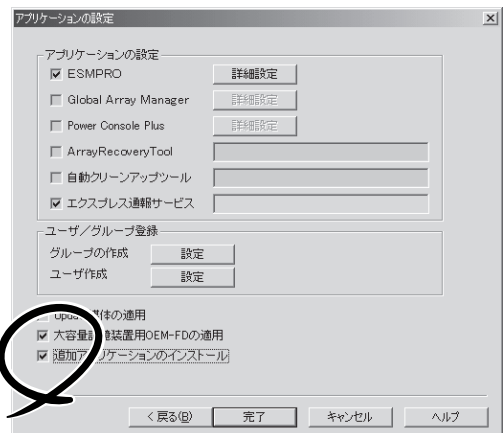 アプリケーションの設定
アプリケーションの設定
ESMPRO 詳細設定
Global Array Manager 詳細設定
Power Console Plus 詳細設定
ArrayRecoveryTool
自動クリーンアップツール
エクスプレス通報サービス
ユーザ/グループ登録
グループの作成 設定
ユーザ作成 設定
の適用
大容量記憶装置用OEM-FDの適用
追加アプリケーションのインストール
< 戻る(B) 完了 キャンセル ヘルプ